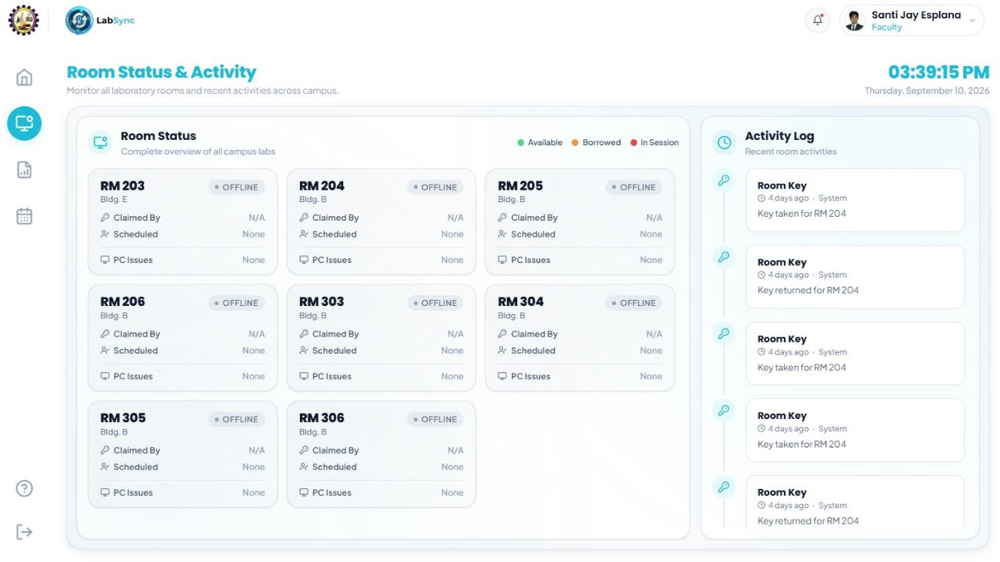 LabSync
Santi Jay Esplana
Faculty
Room Status & Activity
Monitor all laboratory rooms and recent activities across campus.
03:39:15 PM
Thursday, September 10, 2026
Room Status
Complete overview of all campus labs
Available
Borrowed
In Session
RM 203
OFFLINE
Bldg. E
Claimed By N/A
Scheduled None
PC Issues None
RM 204
OFFLINE
Bldg. B
Claimed By N/A
Scheduled None
PC Issues None
RM 205
OFFLINE
Bldg. B
Claimed By N/A
Scheduled None
PC Issues None
RM 206
OFFLINE
Bldg. B
Claimed By N/A
Scheduled None
PC Issues None
RM 303
OFFLINE
Bldg. B
Claimed By N/A
Scheduled None
PC Issues None
RM 304
OFFLINE
Bldg. B
Claimed By N/A
Scheduled None
PC Issues None
RM 305
OFFLINE
Bldg. B
Claimed By N/A
Scheduled None
PC Issues None
RM 306
OFFLINE
Bldg. B
Claimed By N/A
Scheduled None
PC Issues None
Activity Log
Recent room activities
Room Key
4 days ago • System
Key taken for RM 204
Room Key
4 days ago • System
Key returned for RM 204
Room Key
4 days ago • System
Key taken for RM 204
Room Key
4 days ago • System
Key taken for RM 204
Room Key
4 days ago • System
Key returned for RM 204